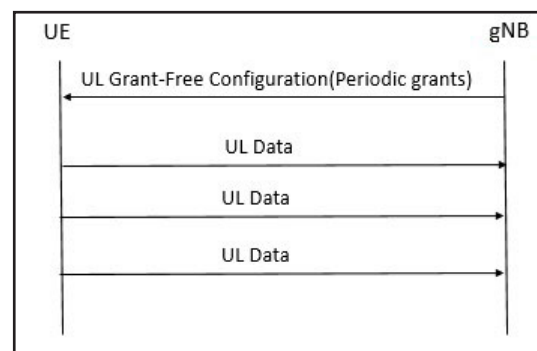 UE
gNB
UL Grant-Free Configuration(Periodic grants)
UL Data
UL Data
UL Data